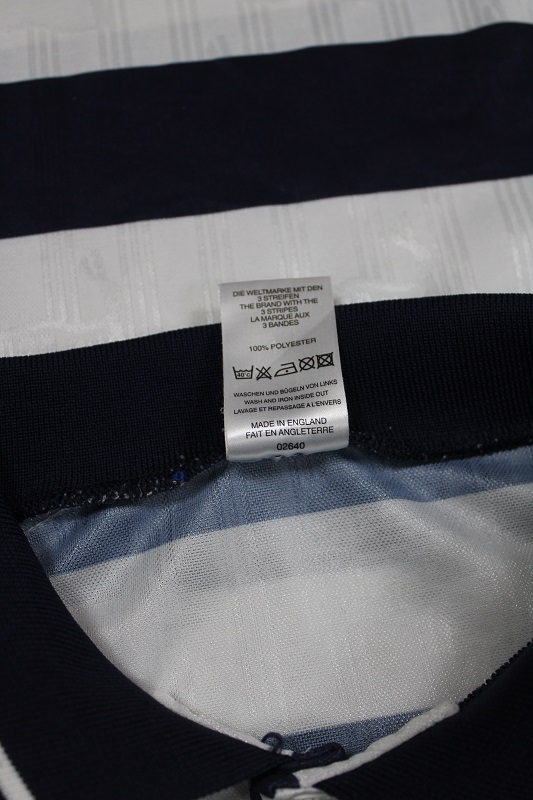 DIE WELTMARKE MIT DEN
3 STREIFEN
THE BRAND WITH THE
3 STRIPES
LA MARQUE AUX
3 BANDES
100% POLYESTER
40°C
WASCHEN UND BÜGELN VON LINKS
WASH AND IRON INSIDE OUT
LAVAGE ET REPASSAGE A L'ENVERS
MADE IN ENGLAND
FAIT EN ANGLETERRE
02640